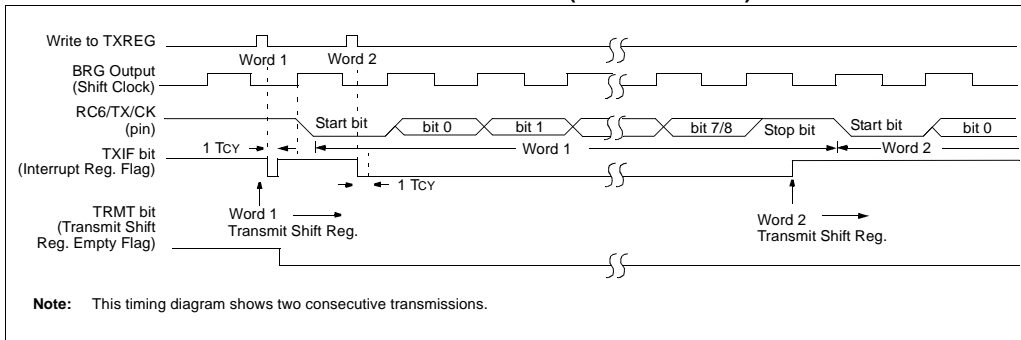 Write to TXREG
Word 1 Word 2
BRG Output
(Shift Clock)
RC6/TX/CK
(pin)
Start bit bit 0 bit 1 bit 7/8 Stop bit Start bit bit 0
1 TCY Word 1 Word 2
TXIF bit
(Interrupt Reg. Flag)
1 TCY
TRMT bit
(Transmit Shift
Reg. Empty Flag)
Word 1
Transmit Shift Reg.
Word 2
Transmit Shift Reg.
Note: This timing diagram shows two consecutive transmissions.